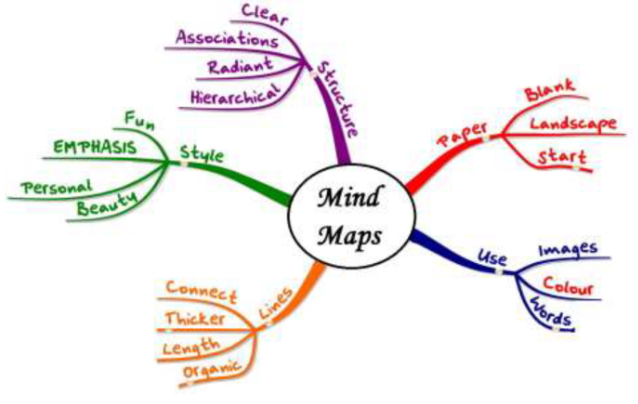 Mind
Maps
Structure
Clear
Associations
Radiant
Hierarchical
Paper
Blank
Landscape
Start
Use
Images
Colour
Words
Lines
Connect
Thicker
Length
Organic
Style
Fun
EMPHASIS
Personal
Beauty